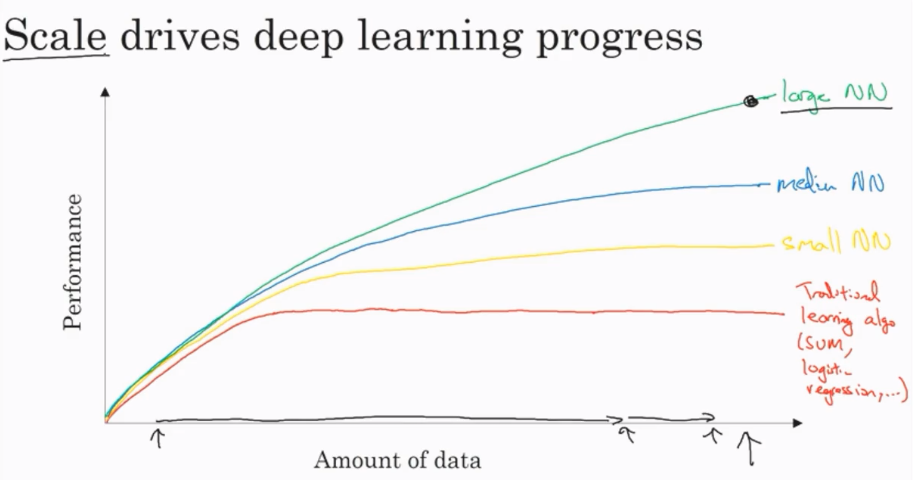 Scale drives deep learning progress
large NN
medium NN
small NN
Performance
Traditional
learning algo
(SVM,
logistic
regression,...)
Amount of data